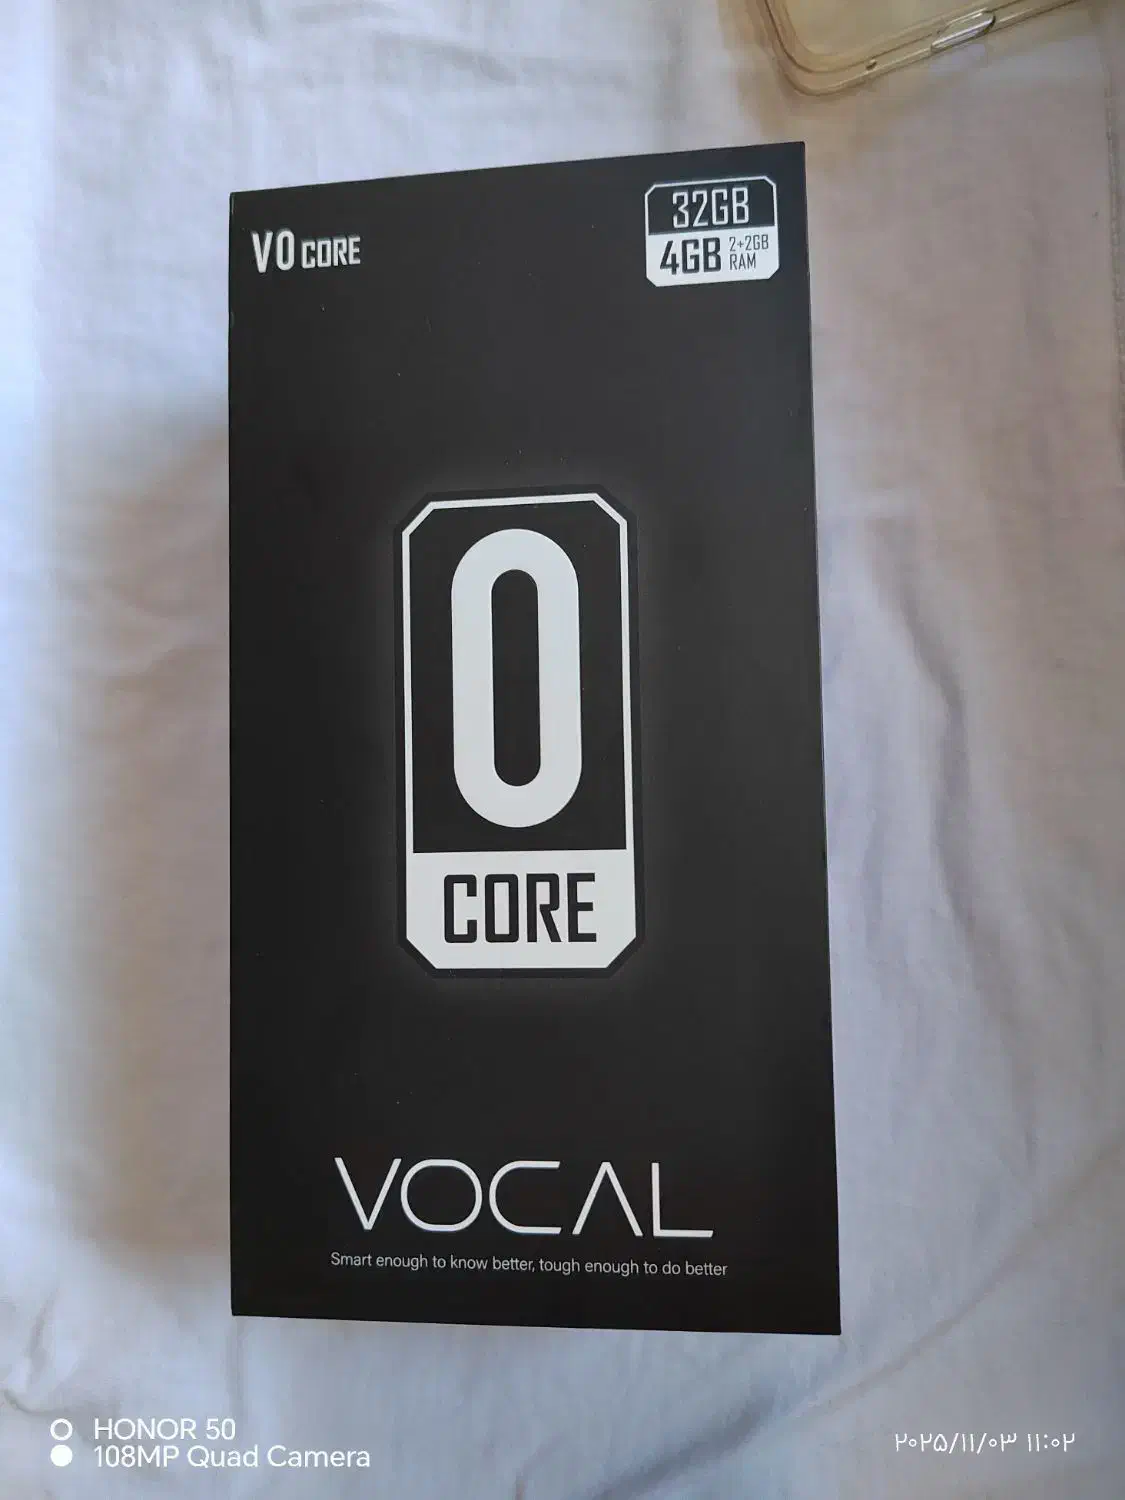 V0 CORE
32GB
4GB 2+2GB
RAM
0
CORE
VOCAL
Smart enough to know better, tough enough to do better
HONOR 50
108MP Quad Camera
۲۰۲۵/۱۱/۰۳ ۱۱:۰۲